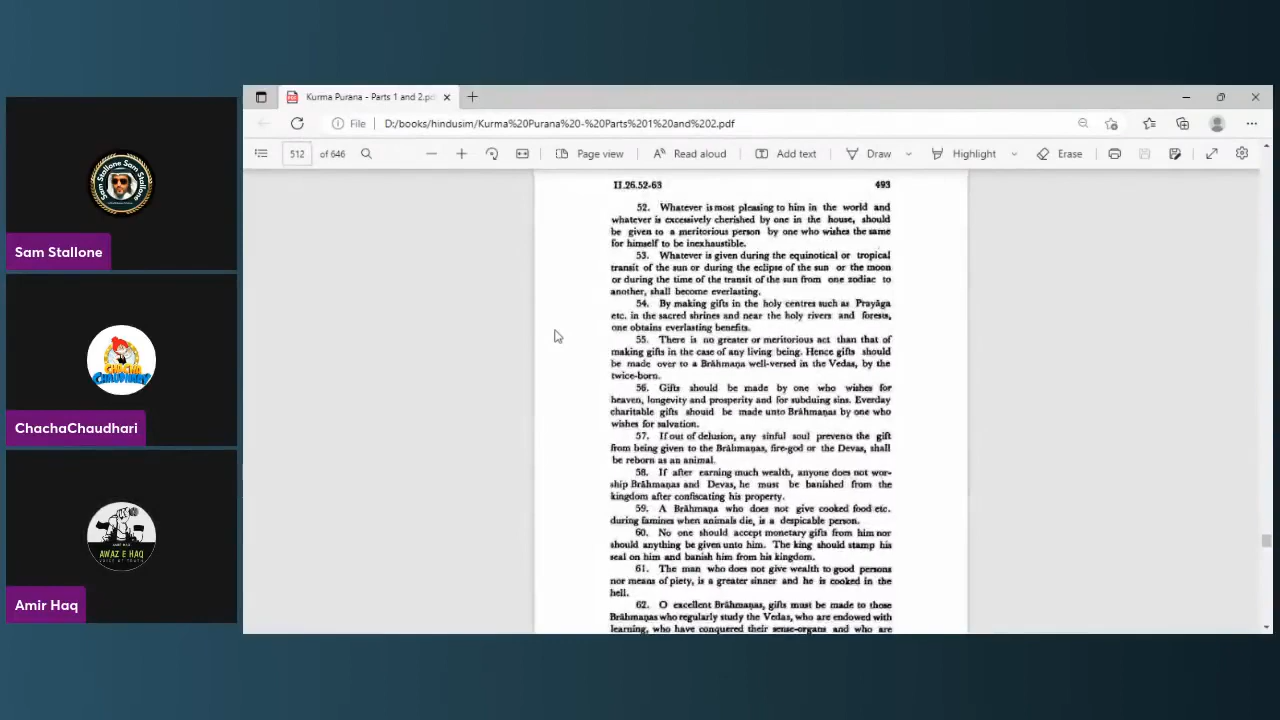 Kurma Purana - Parts 1 and 2.pd
File D:/books/hindusim/Kurma%20Purana%20-%20Parts%201%20and%202.pdf
512 of 646 Page view Read aloud Add text Draw Highlight Erase
Sam Stallone
CHACHA CHAUDHARY
ChachaChaudhari
AWAZ E HAQ
VOICE OF TRUTH
Amir Haq
II.26.52-63 493
52. Whatever is most pleasing to him in the world and
whatever is excessively cherished by one in the house, should
be given to a meritorious person by one who wishes the same
for himself to be inexhaustible.
53. Whatever is given during the equinotical or tropical
transit of the sun or during the eclipse of the sun or the moon
or during the time of the transit of the sun from one zodiac to
another, shall become everlasting.
54. By making gifts in the holy centres such as Prayāga
etc. in the sacred shrines and near the holy rivers and forests,
one obtains everlasting benefits.
55. There is no greater or meritorious act than that of
making gifts in the case of any living being. Hence gifts should
be made over to a Brāhmaṇa well-versed in the Vedas, by the
twice-born.
56. Gifts should be made by one who wishes for
heaven, longevity and prosperity and for subduing sins. Everday
charitable gifts should be made unto Brāhmaṇas by one who
wishes for salvation.
57. If out of delusion, any sinful soul prevents the gift
from being given to the Brāhmaṇas, fire-god or the Devas, shall
be reborn as an animal.
58. If after earning much wealth, anyone does not wor-
ship Brāhmaṇas and Devas, he must be banished from the
kingdom after confiscating his property.
59. A Brāhmaṇa who does not give cooked food etc.
during famines when animals die, is a despicable person.
60. No one should accept monetary gifts from him nor
should anything be given unto him. The king should stamp his
seal on him and banish him from his kingdom.
61. The man who does not give wealth to good persons
nor means of piety, is a greater sinner and he is cooked in the
hell.
62. O excellent Brāhmaṇas, gifts must be made to those
Brāhmaṇas who regularly study the Vedas, who are endowed with
learning, who have conquered their sense-organs and who are